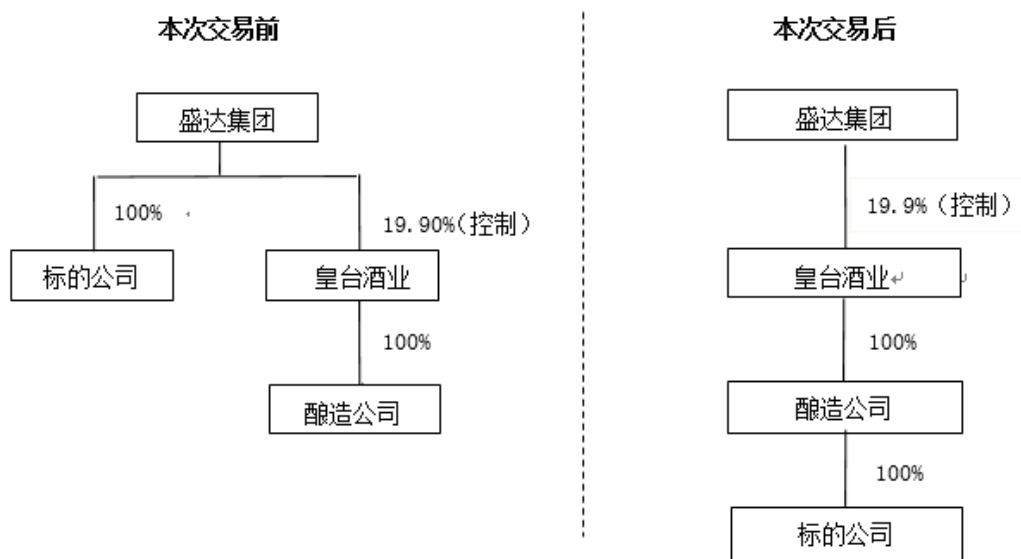 本次交易前
盛达集团
100%
19.90%(控制)
标的公司
皇台酒业
100%
酿造公司
本次交易后
盛达集团
19.9%（控制）
皇台酒业↵
↵
100%
酿造公司
100%
标的公司